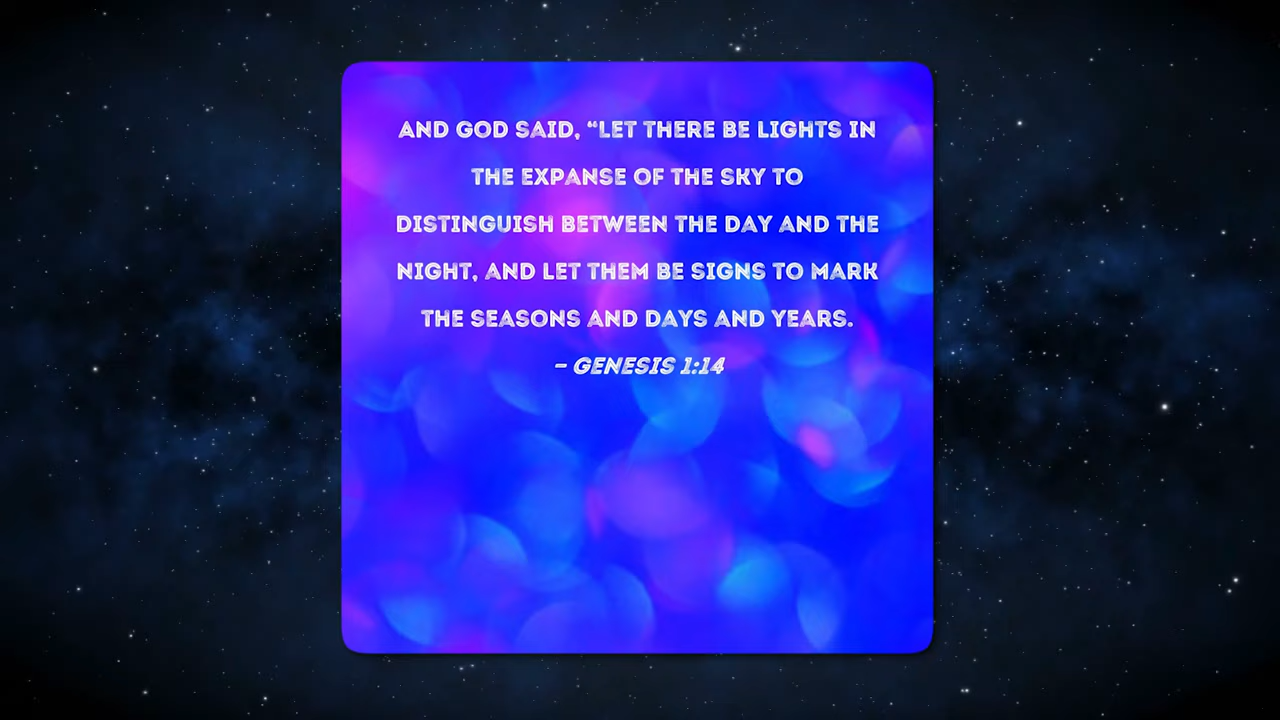 AND GOD SAID, “LET THERE BE LIGHTS IN
THE EXPANSE OF THE SKY TO
DISTINGUISH BETWEEN THE DAY AND THE
NIGHT, AND LET THEM BE SIGNS TO MARK
THE SEASONS AND DAYS AND YEARS.
– GENESIS 1:14